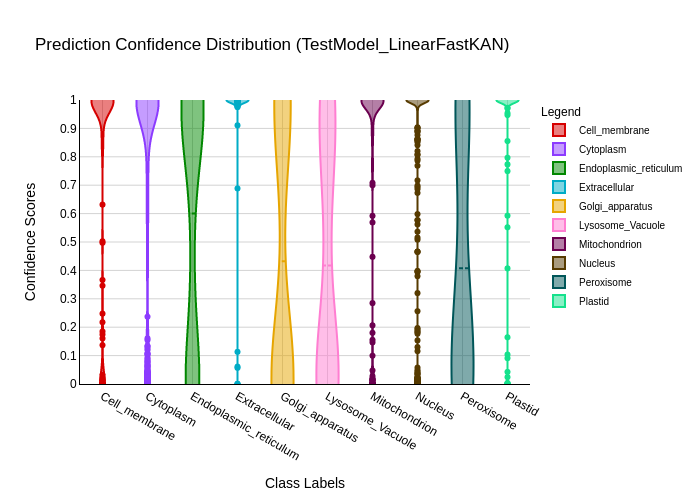 Prediction Confidence Distribution (TestModel_LinearFastKAN)
Legend
Cell_membrane
Cytoplasm
Endoplasmic_reticulum
Extracellular
Golgi_apparatus
Lysosome_Vacuole
Mitochondrion
Nucleus
Peroxisome
Plastid
Confidence Scores
1
0.9
0.8
0.7
0.6
0.5
0.4
0.3
0.2
0.1
0
Cell_membrane
Cytoplasm
Endoplasmic_reticulum
Extracellular
Golgi_apparatus
Lysosome_Vacuole
Mitochondrion
Nucleus
Peroxisome
Plastid
Class Labels